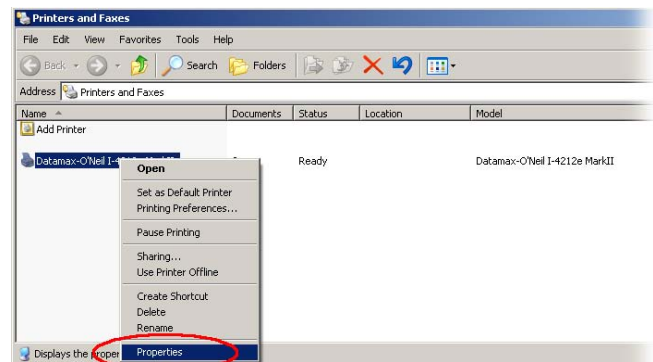 Printers and Faxes
File Edit View Favorites Tools Help
Back Search Folders
Address Printers and Faxes
Name Documents Status Location Model
Add Printer
Datamax-O'Neil Ready Datamax-O'Neil I-4212e MarkII
Open
Set as Default Printer
Printing Preferences...
Pause Printing
Sharing...
Use Printer Offline
Create Shortcut
Delete
Rename
Displays the Properties